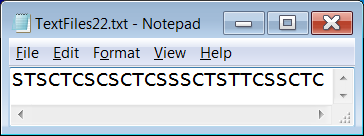 TextFiles22.txt - Notepad
File Edit Format View Help
STSCTCSCSCTCSSSCTSTTCSSCTC